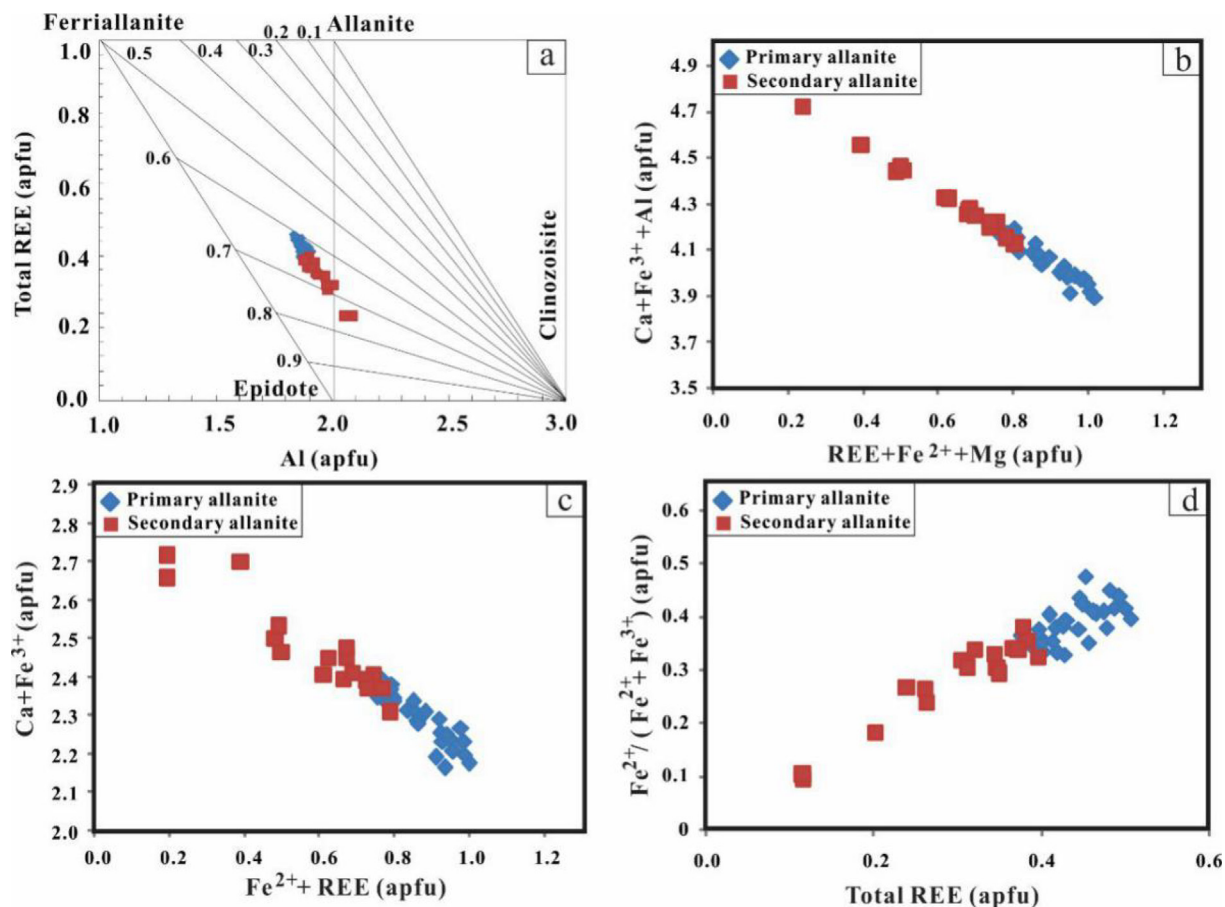 Ferriallanite 0.2 0.1 Allanite
1.0 0.5 0.4 0.3 a
0.8
0.6
0.6
0.4 0.7
0.2 0.8
0.9
0.0 Epidote
Clinozoisite
1.0 1.5 2.0 2.5 3.0
Al (apfu)
Total REE (apfu)
Primary allanite
Secondary allanite
b
4.9
4.7
4.5
4.3
4.1
3.9
3.7
3.5
0.0 0.2 0.4 0.6 0.8 1.0 1.2
REE+Fe²⁺+Mg (apfu)
Ca+Fe³⁺+Al (apfu)
Primary allanite
Secondary allanite
c
2.9
2.8
2.7
2.6
2.5
2.4
2.3
2.2
2.1
2.0
0.0 0.2 0.4 0.6 0.8 1.0 1.2
Fe²⁺+ REE (apfu)
Ca+Fe³⁺(apfu)
Primary allanite
Secondary allanite
d
0.6
0.5
0.4
0.3
0.2
0.1
0
0.0 0.2 0.4 0.6
Total REE (apfu)
Fe²⁺/ (Fe²⁺+ Fe³⁺) (apfu)